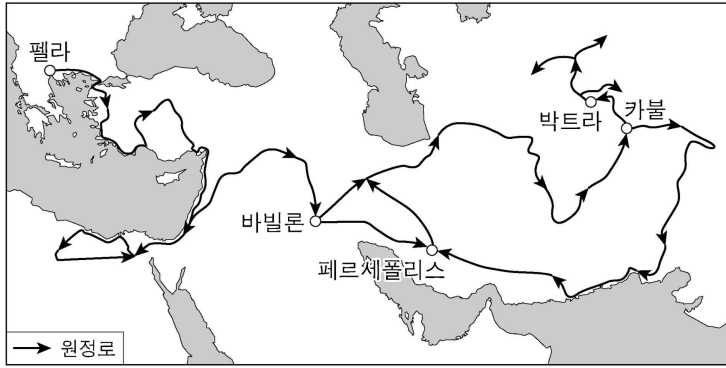 펠라
박트라
카불
바빌론
페르세폴리스
원정로